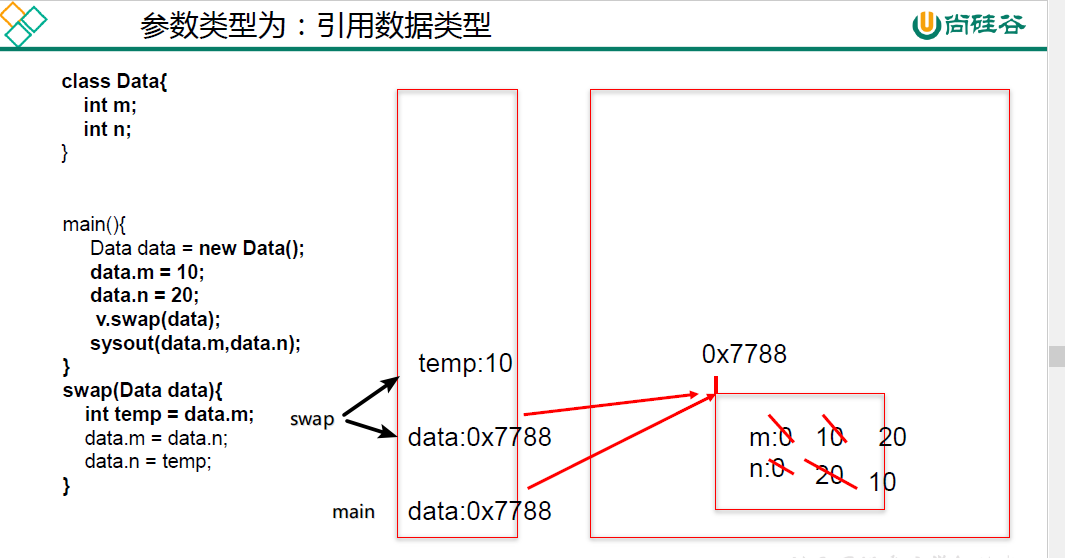 参数类型为：引用数据类型
尚硅谷
class Data{
int m;
int n;
}
main(){
Data data = new Data();
data.m = 10;
data.n = 20;
v.swap(data);
sysout(data.m,data.n);
}
swap(Data data){
int temp = data.m;
data.m = data.n;
data.n = temp;
}
swap
main
temp:10
data:0x7788
data:0x7788
0x7788
m:0 10 20
n:0 20 10